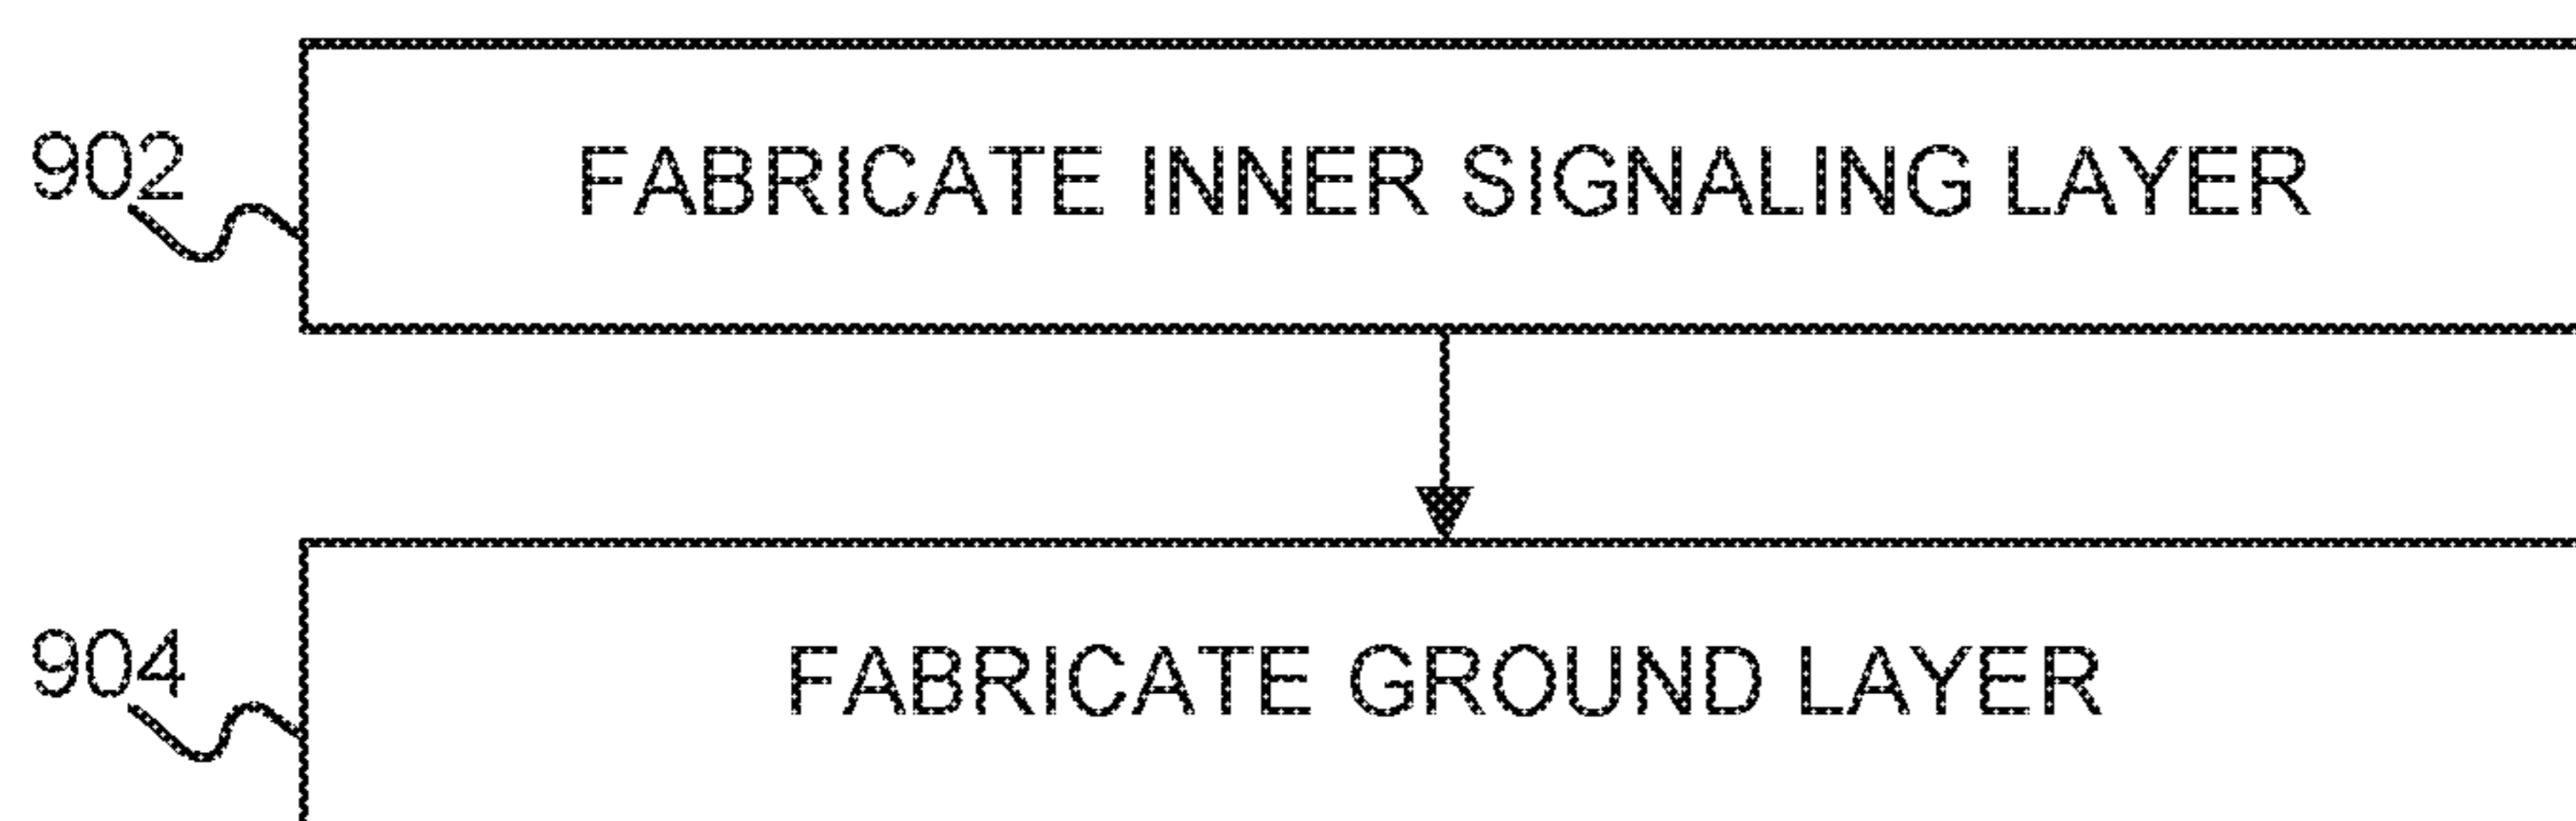 902
FABRICATE INNER SIGNALING LAYER
904
FABRICATE GROUND LAYER